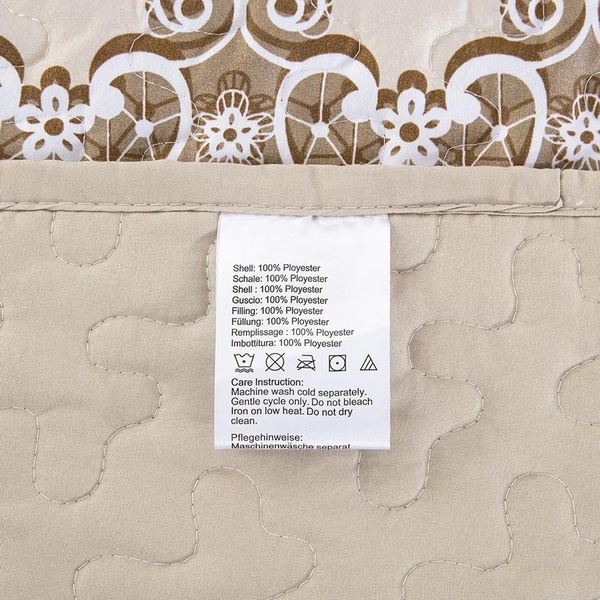 Shell: 100% Ployester
Schale: 100% Ployester
Shell : 100% Ployester
Guscio: 100% Ployester
Filling: 100% Ployester
Füllung: 100% Ployester
Remplissage : 100% Ployester
Imbottitura: 100% Ployester
Care Instruction:
Machine wash cold separately.
Gentle cycle only. Do not bleach
Iron on low heat. Do not dry
clean.
Pflegehinweise:
Maschinenwäsche separat